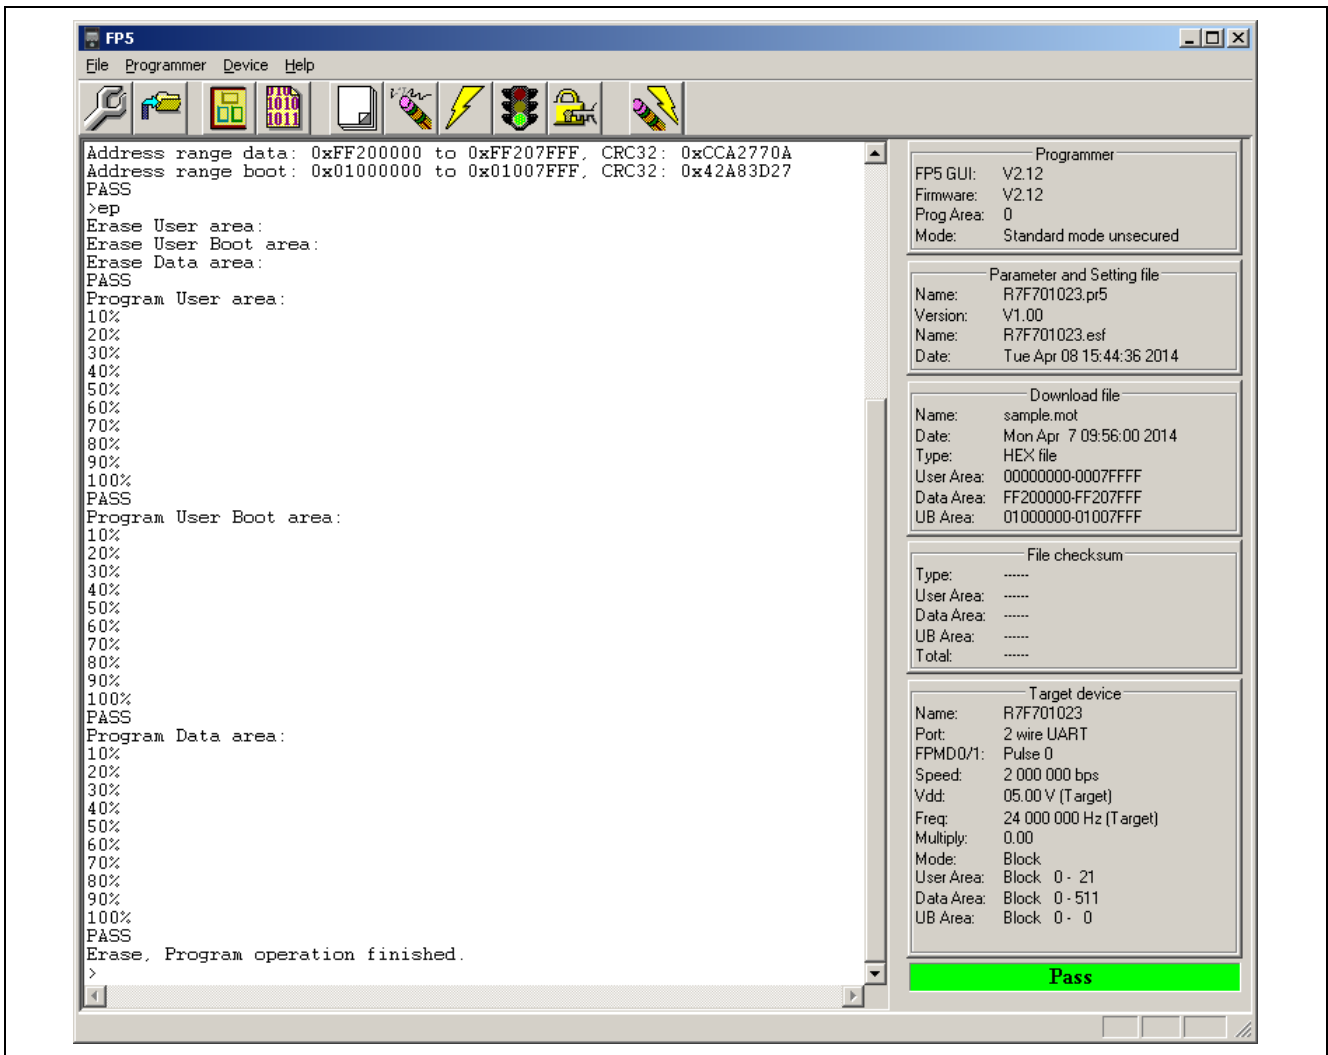 FP5
File Programmer Device Help
Address range data: 0xFF200000 to 0xFF207FFF, CRC32: 0xCCA2770A
Address range boot: 0x01000000 to 0x01007FFF, CRC32: 0x42A83D27
PASS
>ep
Erase User area:
Erase User Boot area:
Erase Data area:
PASS
Program User area:
10%
20%
30%
40%
50%
60%
70%
80%
90%
100%
PASS
Program User Boot area:
10%
20%
30%
40%
50%
60%
70%
80%
90%
100%
PASS
Program Data area:
10%
20%
30%
40%
50%
60%
70%
80%
90%
100%
PASS
Erase, Program operation finished.
>
Programmer
FP5 GUI: V2.12
Firmware: V2.12
Prog Area: 0
Mode: Standard mode unsecured
Parameter and Setting file
Name: R7F701023.pr5
Version: V1.00
Name: R7F701023.esf
Date: Tue Apr 08 15:44:36 2014
Download file
Name: sample.mot
Date: Mon Apr 7 09:56:00 2014
Type: HEX file
User Area: 00000000-0007FFFF
Data Area: FF200000-FF207FFF
UB Area: 01000000-01007FFF
File checksum
Type: ------
User Area: ------
Data Area: ------
UB Area: ------
Total: ------
Target device
Name: R7F701023
Port: 2 wire UART
FPMD0/1: Pulse 0
Speed: 2 000 000 bps
Vdd: 05.00 V (Target)
Freq: 24 000 000 Hz (Target)
Multiply: 0.00
Mode: Block
User Area: Block 0 - 21
Data Area: Block 0 - 511
UB Area: Block 0 - 0
Pass